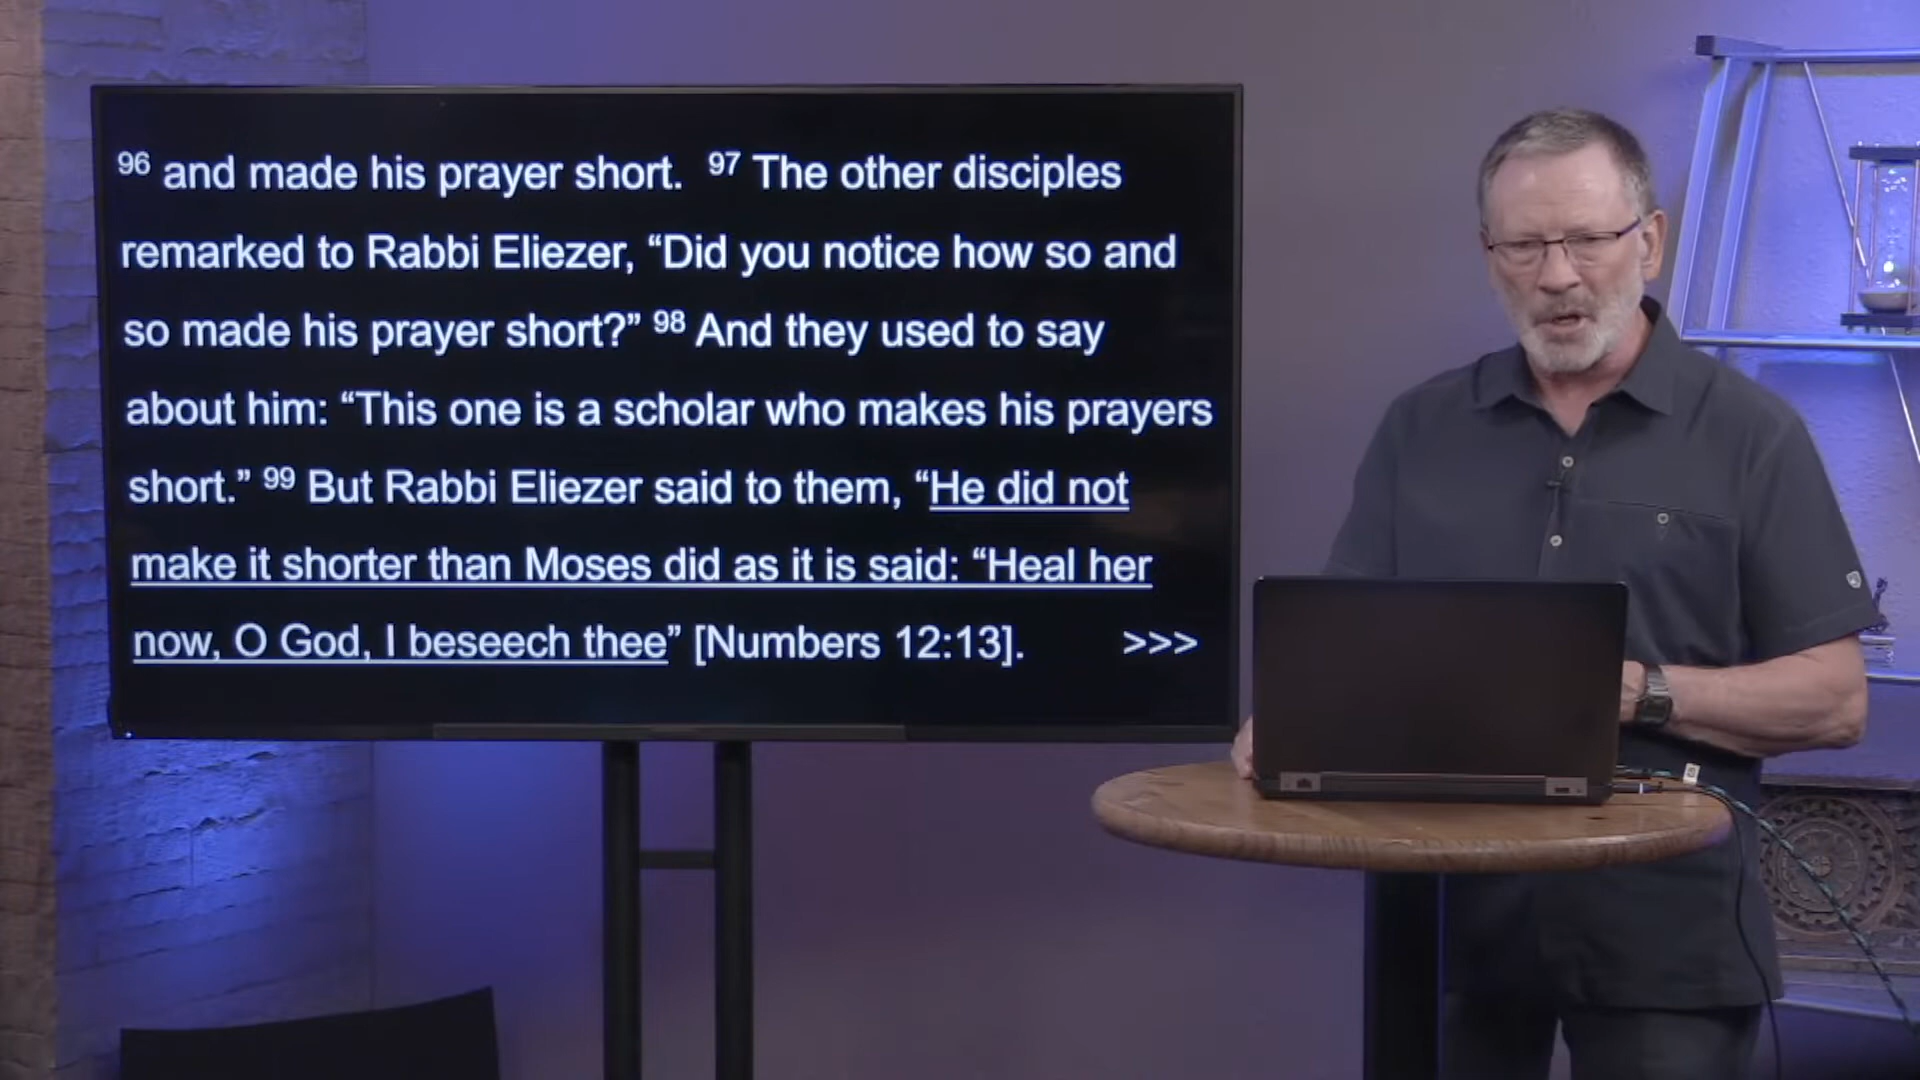 96 and made his prayer short. 97 The other disciples
remarked to Rabbi Eliezer, “Did you notice how so and
so made his prayer short?” 98 And they used to say
about him: “This one is a scholar who makes his prayers
short.” 99 But Rabbi Eliezer said to them, “He did not
make it shorter than Moses did as it is said: “Heal her
now, O God, I beseech thee” [Numbers 12:13]. >>>